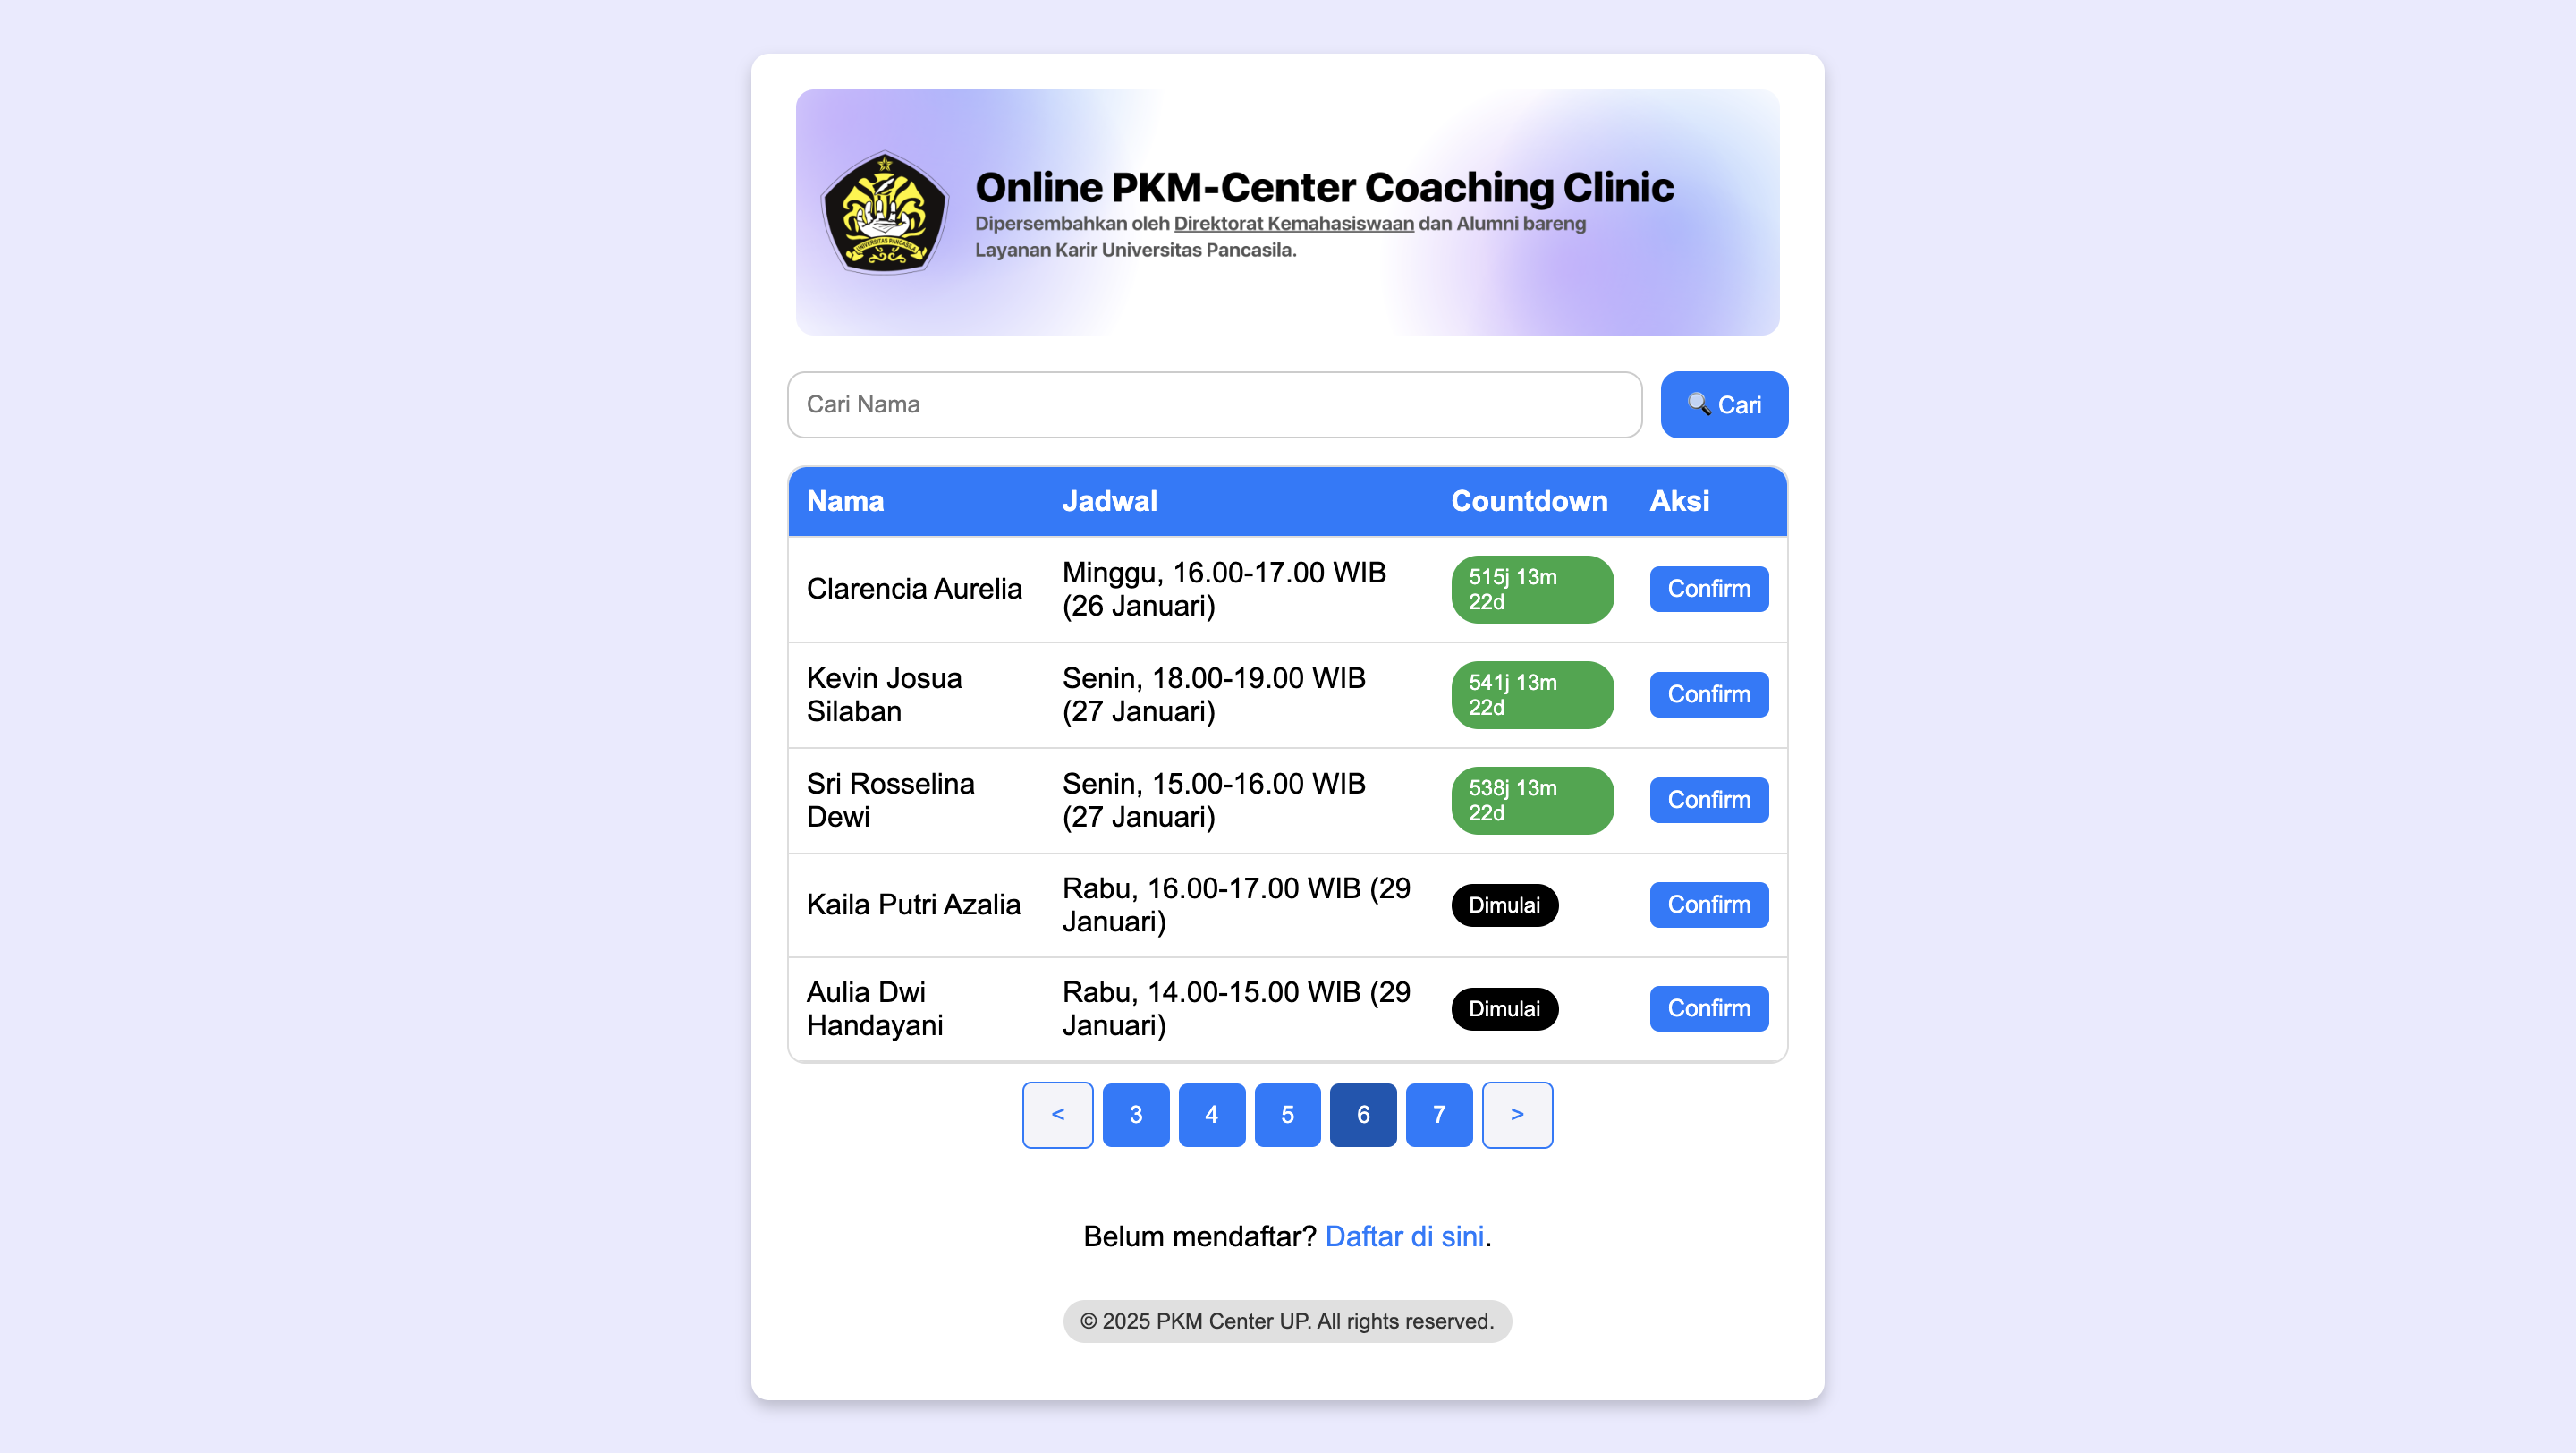 UNIVERSITAS PANCASILA
Online PKM-Center Coaching Clinic
Dipersembahkan oleh Direktorat Kemahasiswaan dan Alumni bareng
Layanan Karir Universitas Pancasila.
Cari Nama
🔍 Cari
Nama Jadwal Countdown Aksi
Clarencia Aurelia Minggu, 16.00-17.00 WIB
(26 Januari) 515j 13m
22d Confirm
Kevin Josua
Silaban Senin, 18.00-19.00 WIB
(27 Januari) 541j 13m
22d Confirm
Sri Rosselina
Dewi Senin, 15.00-16.00 WIB
(27 Januari) 538j 13m
22d Confirm
Kaila Putri Azalia Rabu, 16.00-17.00 WIB (29
Januari) Dimulai Confirm
Aulia Dwi
Handayani Rabu, 14.00-15.00 WIB (29
Januari) Dimulai Confirm
< 3 4 5 6 7 >
Belum mendaftar? Daftar di sini.
© 2025 PKM Center UP. All rights reserved.